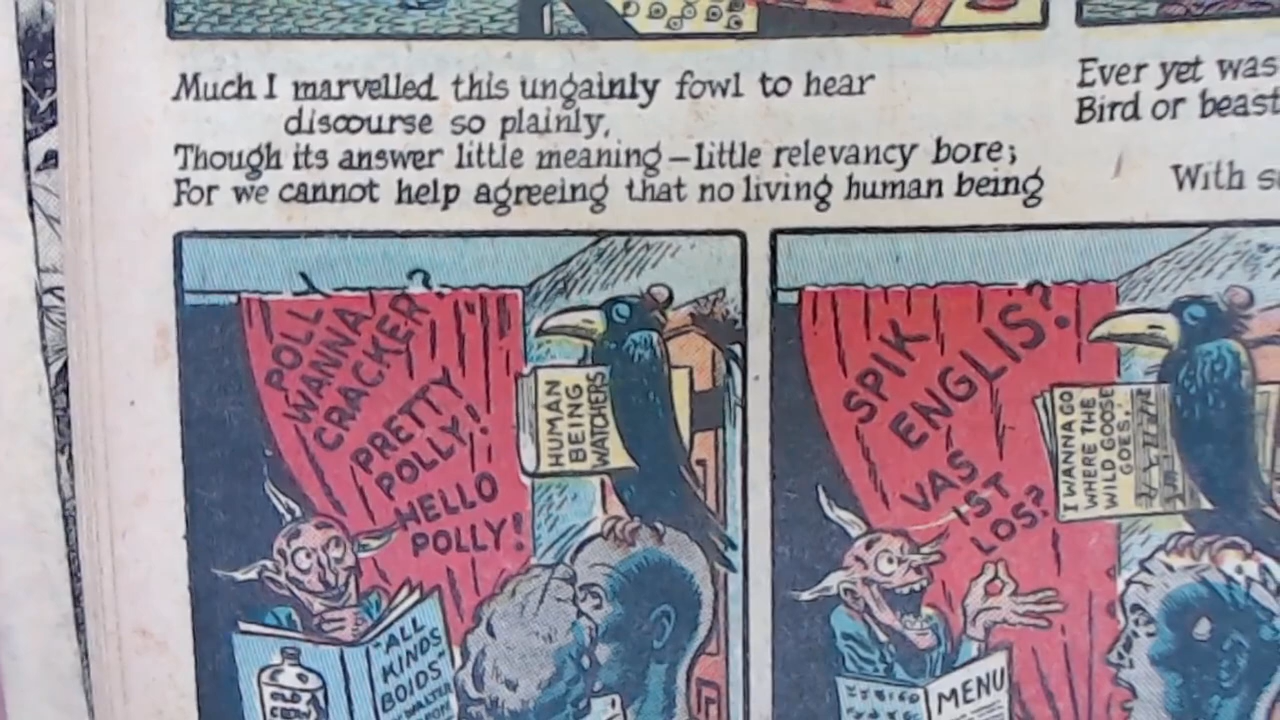 Much I marvelled this ungainly fowl to hear
discourse so plainly,
Though its answer little meaning—little relevancy bore;
For we cannot help agreeing that no living human being
Ever yet was
Bird or beast
With s
POLL
WANNA
CRACKER?
PRETTY
POLLY!
HELLO
POLLY!
HUMAN
BEING
WATCHERS
"ALL
KINDS
BOIDS"
SPIK
ENGLIS?
VAS
IST
LOS?
I WANNA GO
WHERE THE
WILD GOOSE
GOES.
MENU